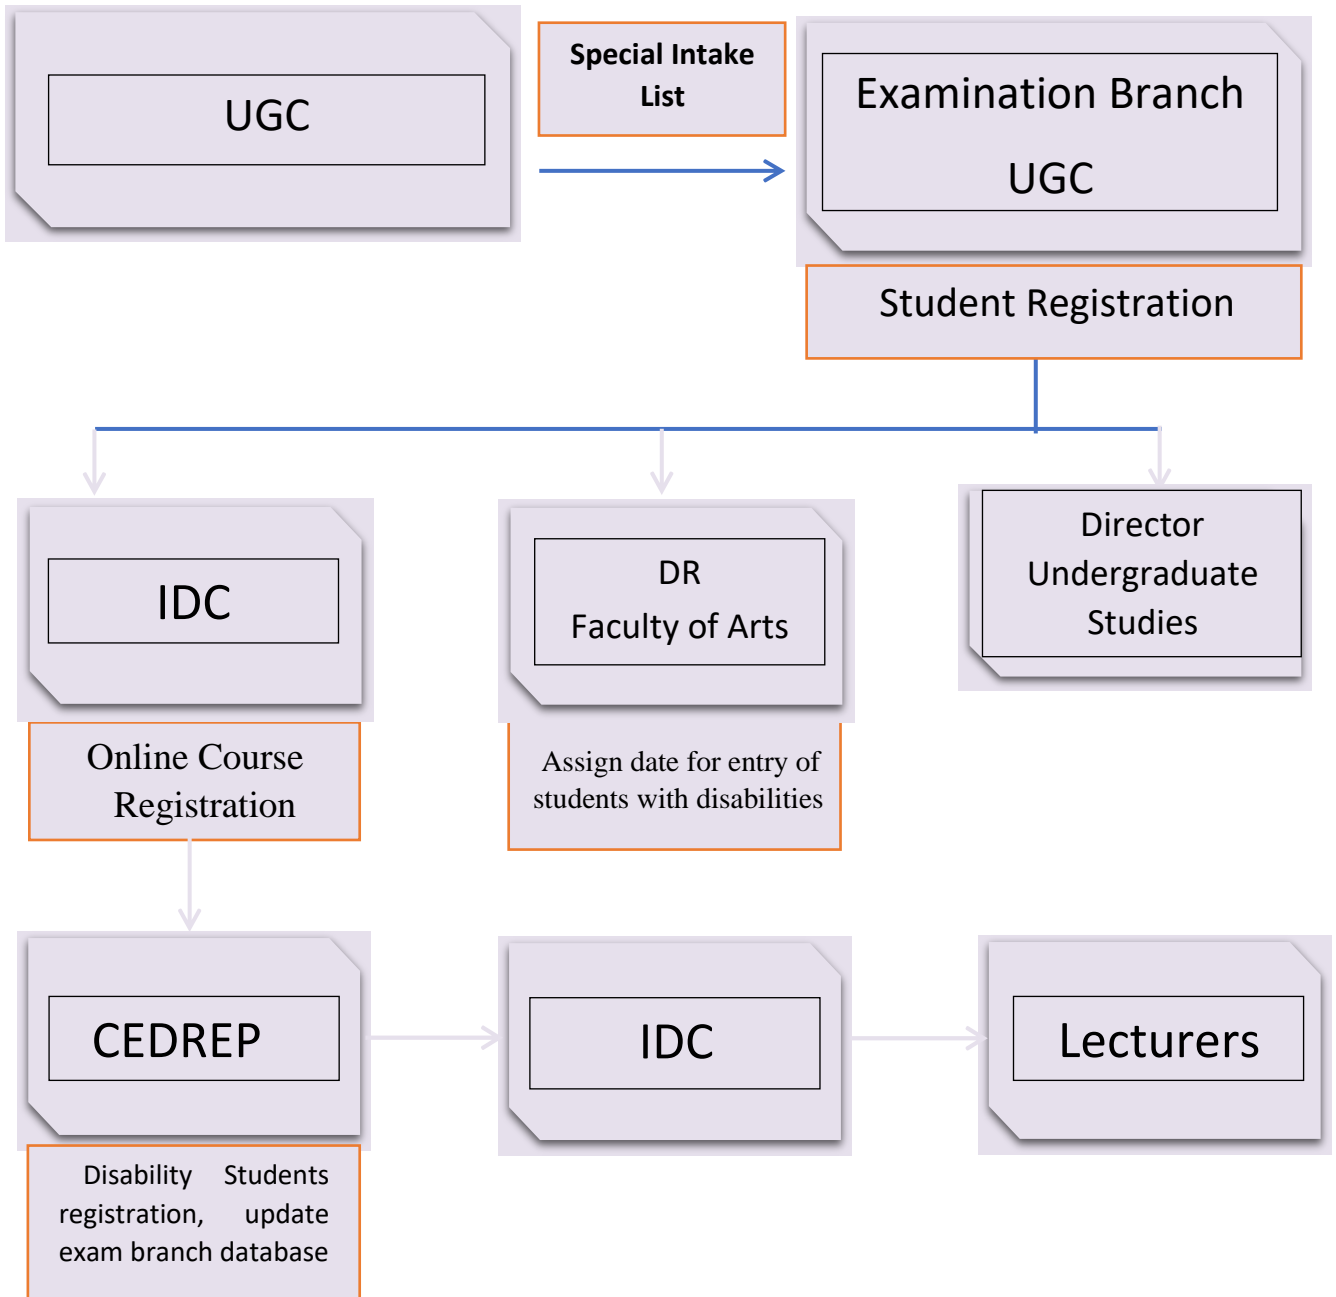 UGC
Special Intake
List
Examination Branch
UGC
Student Registration
IDC
DR
Faculty of Arts
Director
Undergraduate
Studies
Online Course
Registration
Assign date for entry of
students with disabilities
CEDREP
IDC
Lecturers
Disability Students
registration, update
exam branch database